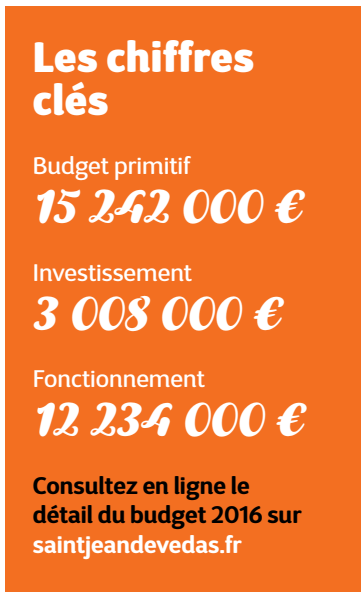 Les chiffres
clés
Budget primitif
15 242 000 €
Investissement
3 008 000 €
Fonctionnement
12 234 000 €
Consultez en ligne le
détail du budget 2016 sur
saintjeandevedas.fr